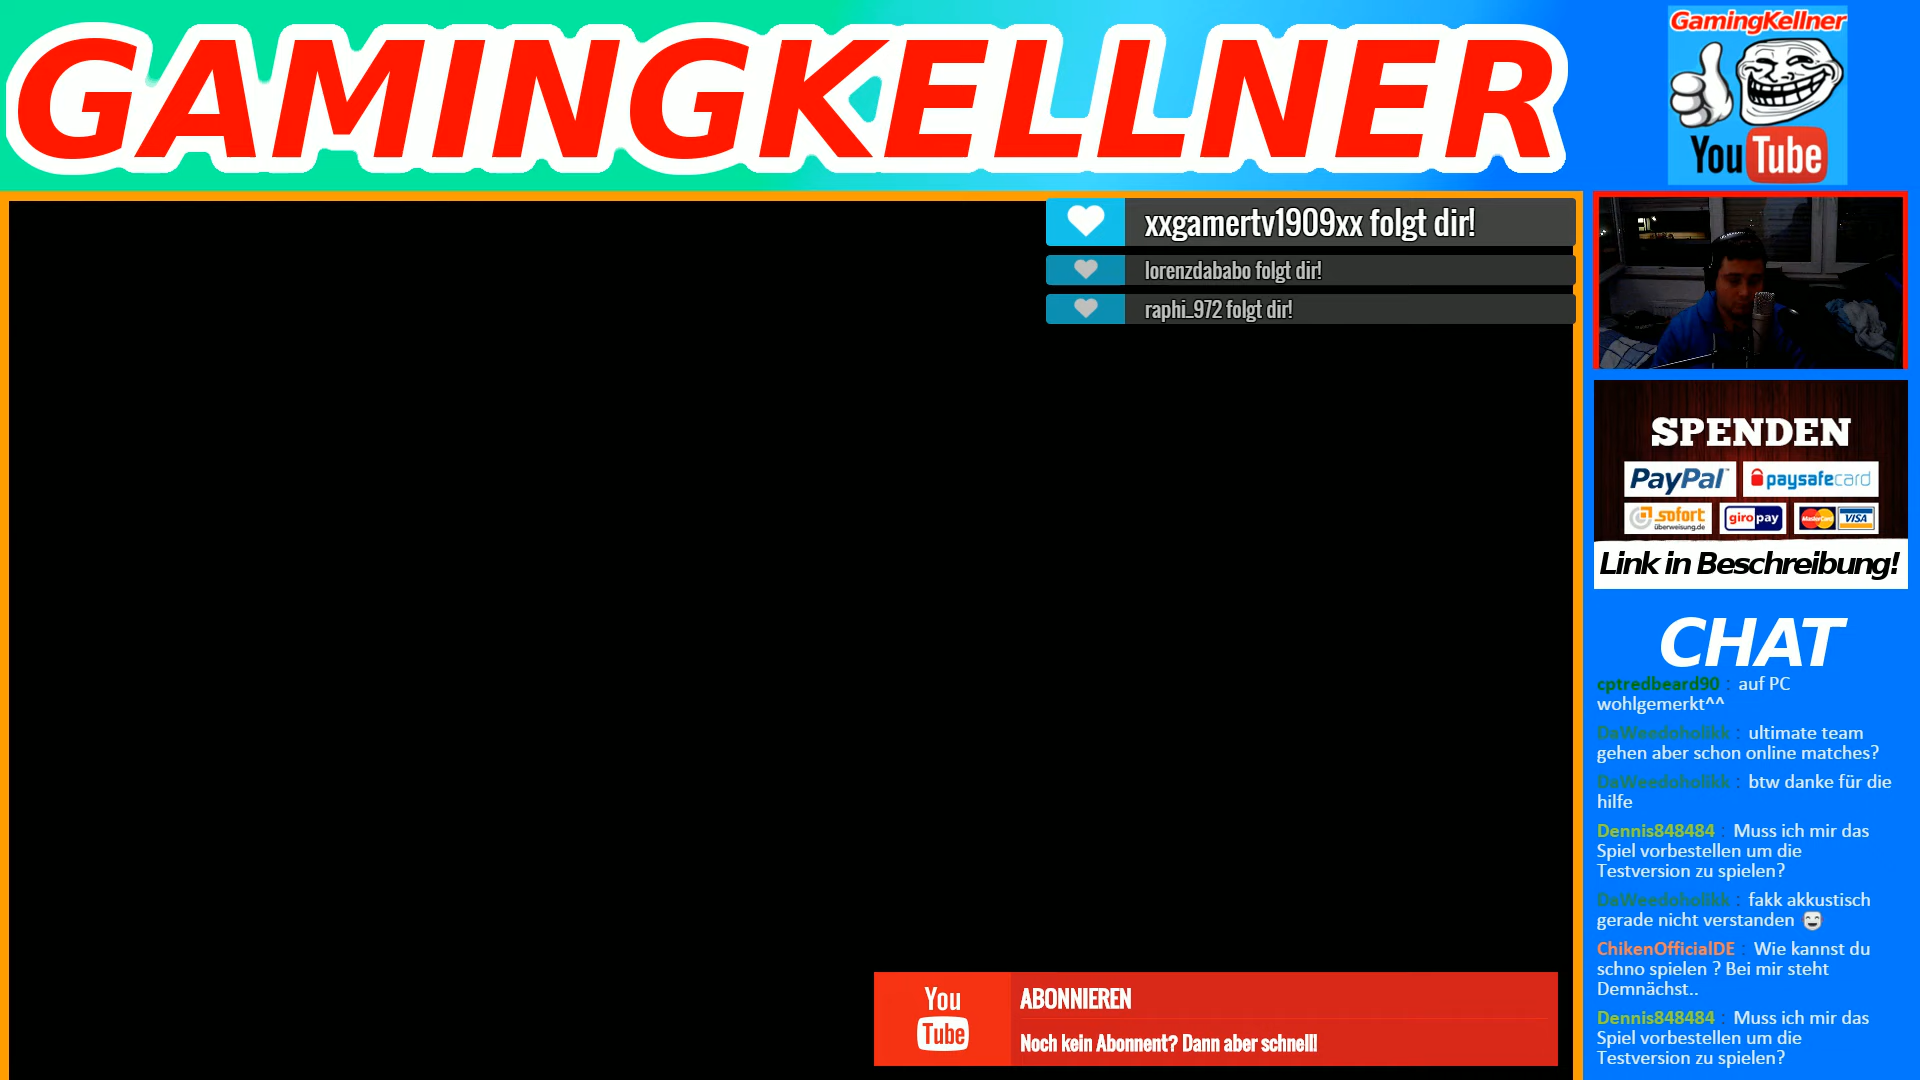 GAMINGKELLNER
GamingKellner
You Tube
xxgamertv1909xx folgt dir!
lorenzdababo folgt dir!
raphi_972 folgt dir!
SPENDEN
PayPal™ paysafecard
sofort
überweisung.de
giropay
MasterCard
VISA
Link in Beschreibung!
CHAT
cptredbeard90 : auf PC
wohlgemerkt^^
DaWeedoholikk : ultimate team
gehen aber schon online matches?
DaWeedoholikk : btw danke für die
hilfe
Dennis848484 : Muss ich mir das
Spiel vorbestellen um die
Testversion zu spielen?
DaWeedoholikk : fakk akkustisch
gerade nicht verstanden
ChikenOfficialDE : Wie kannst du
schno spielen ? Bei mir steht
Demnächst..
Dennis848484 : Muss ich mir das
Spiel vorbestellen um die
Testversion zu spielen?
You
Tube
ABONNIEREN
Noch kein Abonnent? Dann aber schnell!